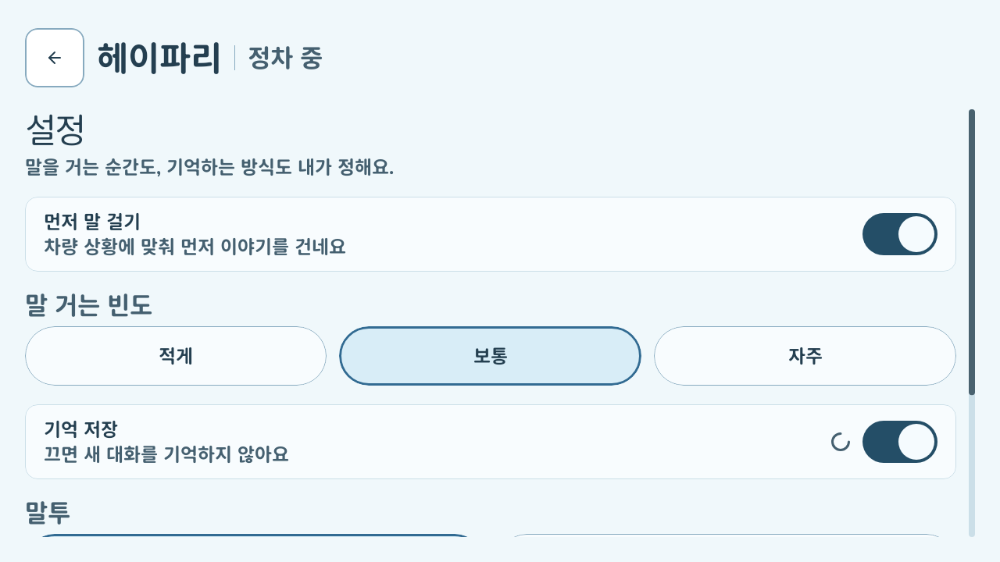 헤이파리
정차 중
설정
말을 거는 순간도, 기억하는 방식도 내가 정해요.
먼저 말 걸기
차량 상황에 맞춰 먼저 이야기를 건네요
말 거는 빈도
적게
보통
자주
기억 저장
끄면 새 대화를 기억하지 않아요
말투